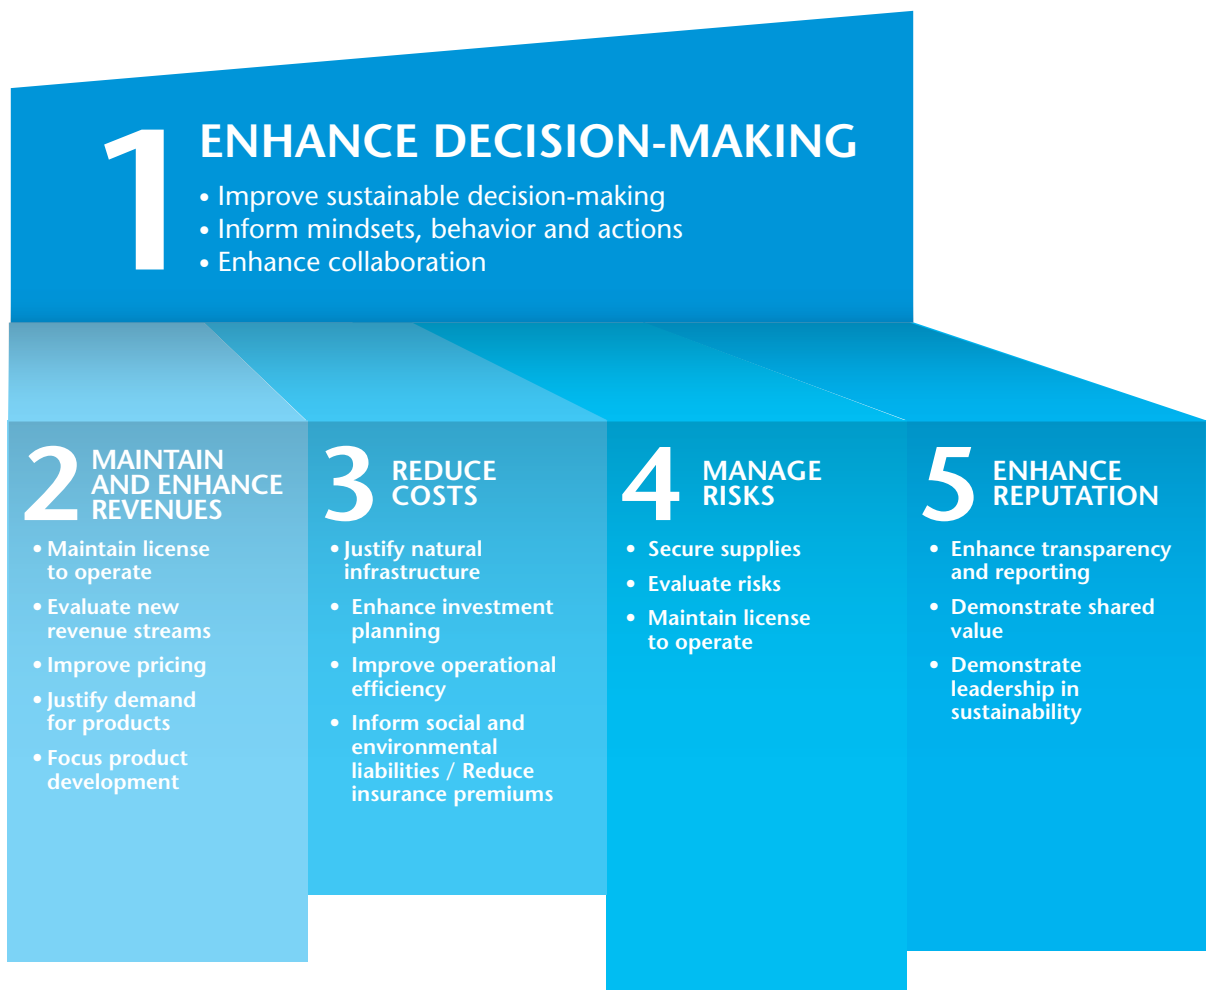 1
ENHANCE DECISION-MAKING
• Improve sustainable decision-making
• Inform mindsets, behavior and actions
• Enhance collaboration
2
MAINTAIN
AND ENHANCE
REVENUES
• Maintain license
to operate
• Evaluate new
revenue streams
• Improve pricing
• Justify demand
for products
• Focus product
development
3
REDUCE
COSTS
• Justify natural
infrastructure
• Enhance investment
planning
• Improve operational
efficiency
• Inform social and
environmental
liabilities / Reduce
insurance premiums
4
MANAGE
RISKS
• Secure supplies
• Evaluate risks
• Maintain license
to operate
5
ENHANCE
REPUTATION
• Enhance transparency
and reporting
• Demonstrate shared
value
• Demonstrate
leadership in
sustainability